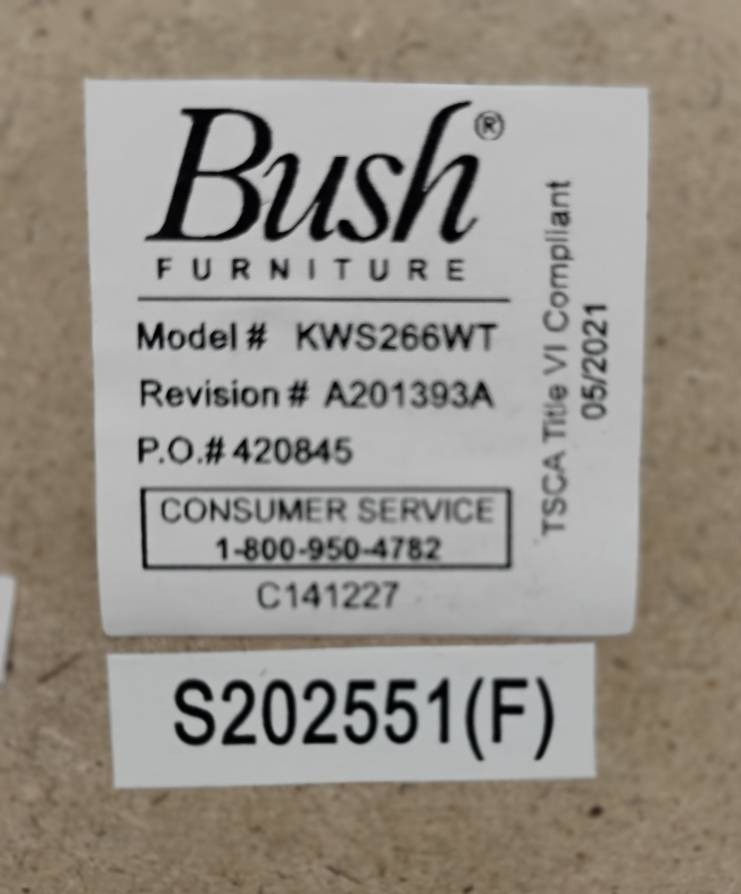 Bush®
FURNITURE
Model # KWS266WT
Revision # A201393A
P.O.# 420845
CONSUMER SERVICE
1-800-950-4782
C141227
TSCA Title VI Compliant
05/2021
S202551(F)